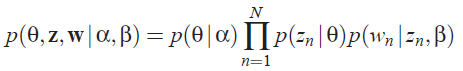 p(θ, z, w | α, β) = p(θ | α) ∏_{n=1}^{N} p(z_n | θ) p(w_n | z_n, β)